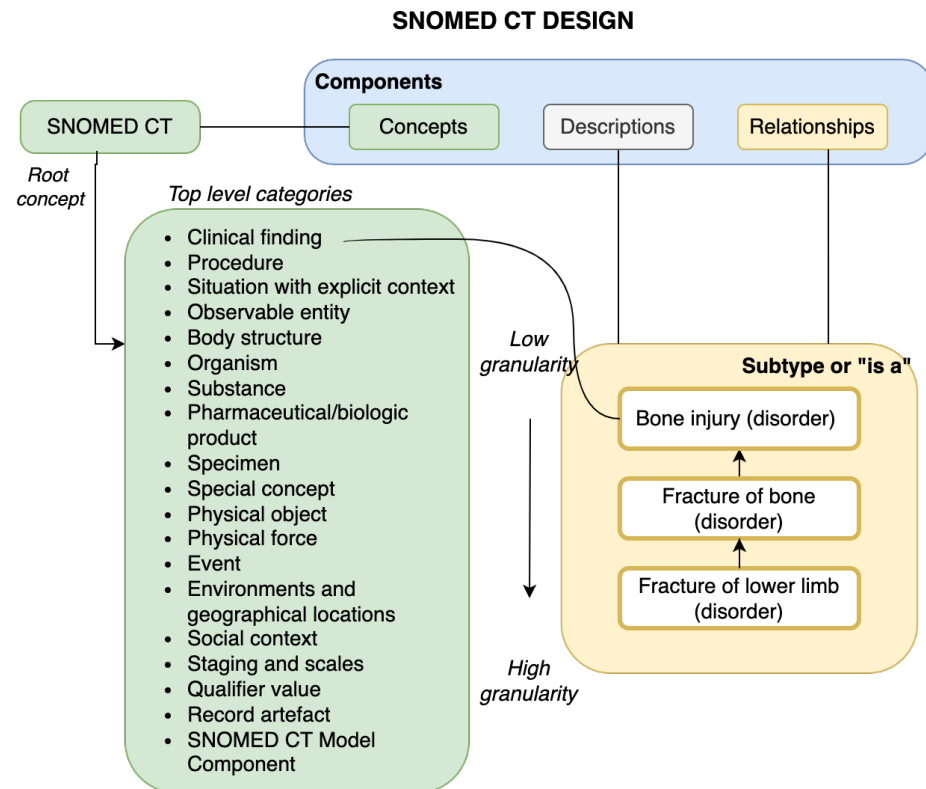 SNOMED CT DESIGN
Components
SNOMED CT
Concepts
Descriptions
Relationships
Root
concept
Top level categories
• Clinical finding
• Procedure
• Situation with explicit context
• Observable entity
• Body structure
• Organism
• Substance
• Pharmaceutical/biologic
product
• Specimen
• Special concept
• Physical object
• Physical force
• Event
• Environments and
geographical locations
• Social context
• Staging and scales
• Qualifier value
• Record artefact
• SNOMED CT Model
Component
Low
granularity
High
granularity
Subtype or "is a"
Bone injury (disorder)
Fracture of bone
(disorder)
Fracture of lower limb
(disorder)